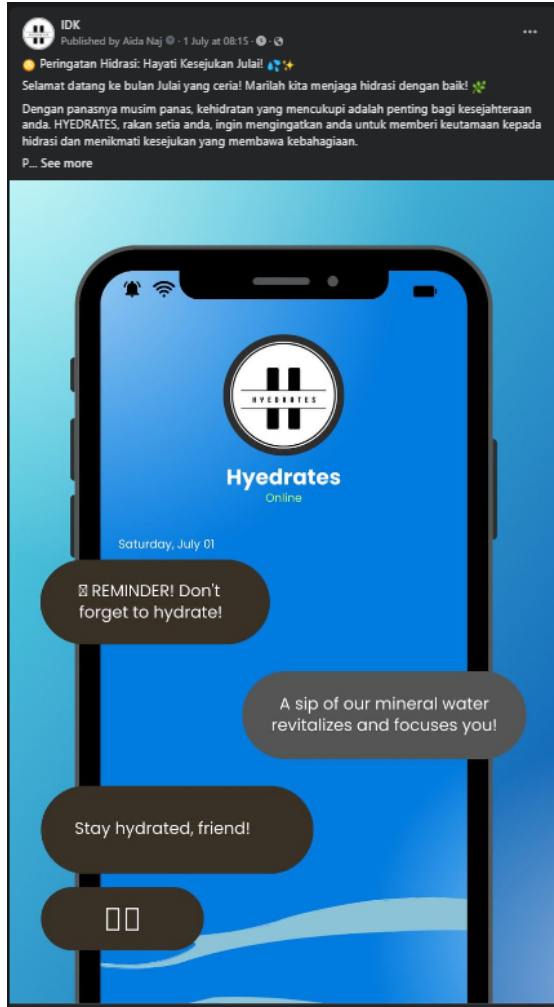 IDK
Published by Aida Naj · 1 July at 08:15 ·
Peringatan Hidrasi: Hayati Kesejukan Julai! 💦✨
Selamat datang ke bulan Julai yang ceria! Marilah kita menjaga hidrasi dengan baik! 🌿
Dengan panasnya musim panas, kehidratan yang mencukupi adalah penting bagi kesejahteraan
anda. HYEDRATES, rakan setia anda, ingin mengingatkan anda untuk memberi keutamaan kepada
hidrasi dan menikmati kesejukan yang membawa kebahagiaan.
P... See more
HYEDRATES
Hyedrates
Online
Saturday, July 01
REMINDER! Don't
forget to hydrate!
A sip of our mineral water
revitalizes and focuses you!
Stay hydrated, friend!